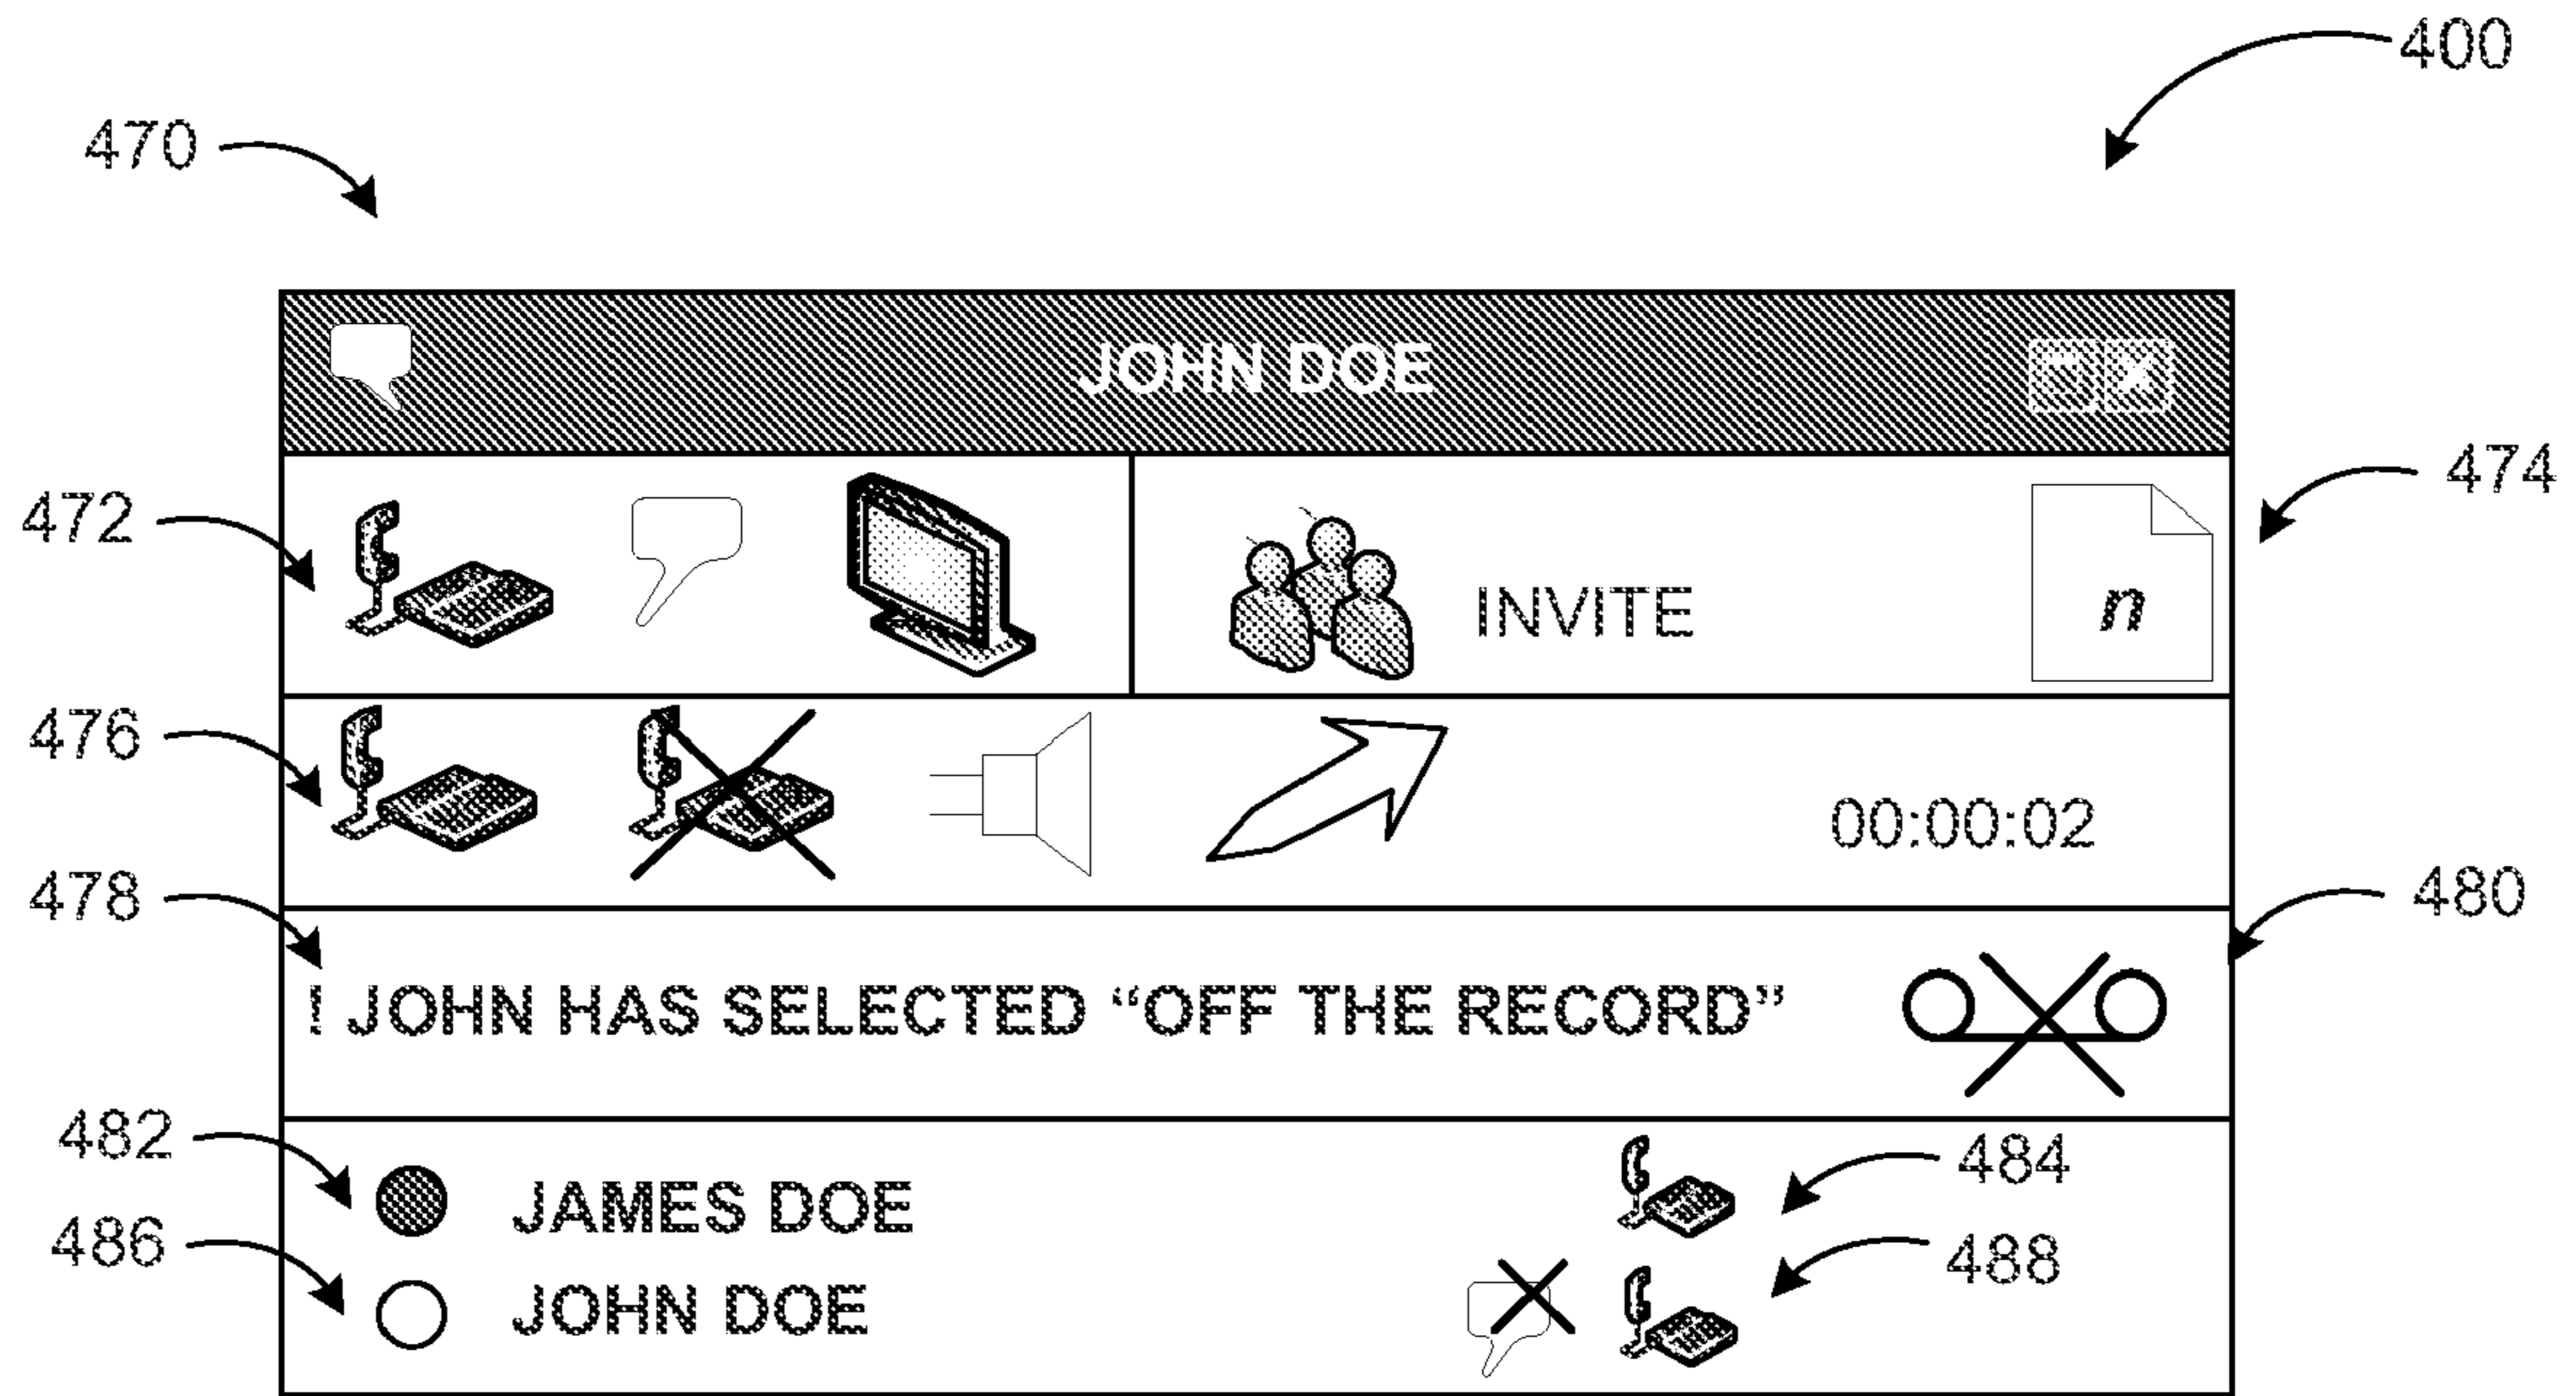 400
470
JOHN DOE
472
474
INVITE
n
476
00:00:02
478
480
! JOHN HAS SELECTED “OFF THE RECORD”
482
JAMES DOE
484
486
JOHN DOE
488